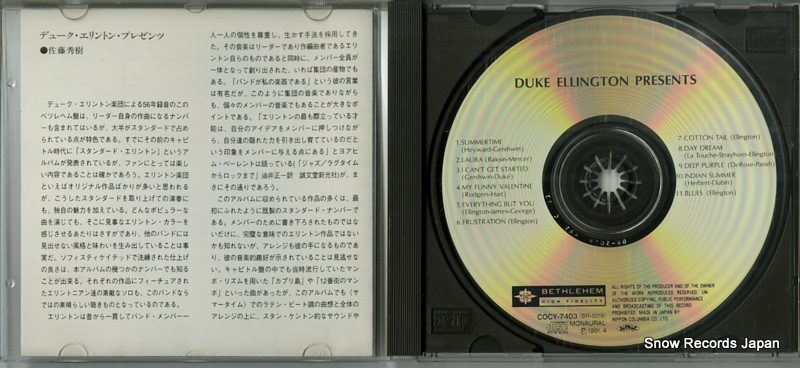 デューク・エリントン・プレゼンツ
●佐藤秀樹
デューク・エリントン楽団による56年録音のこの
ベツレヘム盤は、リーダー自身の作曲になるナンバ
ーも含まれてはいるが、大半がスタンダードで占め
られている点が特色である。すでにその前のキャピ
トル時代に「スタンダード・エリントン」というア
ルバムが発表されているが、ファンにとっては楽し
い内容であることは確かであろう。エリントン楽団
といえばオリジナル作品ばかりが多いと思われる
が、こうしたスタンダードを取り上げての演奏に
も、独自の魅力を加えている。どんなポピュラーな
曲を演じても、そこに見事なエリントン・カラーを
感じさせるあたりはさすがであり、他のバンドには
見出せない風格と味わいを生み出していることは事
実だ。ソフィスティケイテッドで洗練された仕上げ
の良さは、本アルバムの幾つかのナンバーでも知る
ことが出来る。それぞれの作品にフィーチュアされ
たエリントニアン達の素敵なソロも、このバンドなら
ではの素晴らしい聴きものとなっているのである。
エリントンは昔から一貫してバンド・メンバー一
人一人の個性を尊重し、生かす手法を採用してき
た。その音楽はリーダーであり作編曲者であるエリ
ントン自らのものであると同時に、メンバー全員が
一体となって創り出された、いわば集団の産物でも
ある。「バンドが私の楽器である」という彼の言葉
は有名だが、このように集団の音楽でありながら
も、個々のメンバーの音楽でもあることが大きなポ
イントである。「エリントンの最も際立っている才
能は、自分のアイデアをメンバーに押しつけながら、
自分達の隠れた力を引き出し育てているのだと
いう印象をメンバーに与える点にある」とヨアヒ
ム・ベーレントは語っている(「ジャズ/ラグタイム
からロックまで」油井正一訳 誠文堂新光社)が、ま
さにその通りであろう。
このアルバムに収められている作品の多くは、最
初にふれたように既製のスタンダード・ナンバーで
ある。メンバーのために書き下ろされたものではな
いだけに、完璧な意味でのエリントン作品ではない
かも知れないが、アレンジも彼の手になるものであ
り、彼の音楽的趣好が示されていることは見逃せな
い。キャピトル盤の中でも当時流行していたマン
ボ・リズムを用いた「カプリ島」や「12番街のマン
ボ」といった曲があったが、このアルバムでも〈サ
マータイム〉でのラテン・ビート調の曲想と全体の
アレンジの上に、スタン・ケントン的なサウンドや
DUKE ELLINGTON PRESENTS
1.SUMMERTIME
(Heyward-Gershwin)
2.LAURA (Raksin-Mercer)
3.I CAN'T GET STARTED
(Gershwin-Duke)
4.MY FUNNY VALENTINE
(Rodgers-Hart)
5.EVERYTHING BUT YOU
(Ellington-James-George)
6.FRUSTRATION (Ellington)
7.COTTON TAIL (Ellington)
8.DAY DREAM
(La Touche-Strayhorn-Ellington)
9.DEEP PURPLE (DeRose-Parish)
10.INDIAN SUMMER
(Herbert-Dubin)
11.BLUES (Ellington)
BETHLEHEM
HIGH FIDELITY
COCY-7403 (BR-5019)
MONAURAL
℗1991.4
ALL RIGHTS OF THE PRODUCER AND OF THE OWNER
OF THE WORK REPRODUCED RESERVED. UN-
AUTHORIZED COPYING, PUBLIC PERFORMANCE
AND BROADCASTING OF THIS RECORD
PROHIBITED. MADE IN JAPAN BY
NIPPON COLUMBIA CO., LTD.
Snow Records Japan